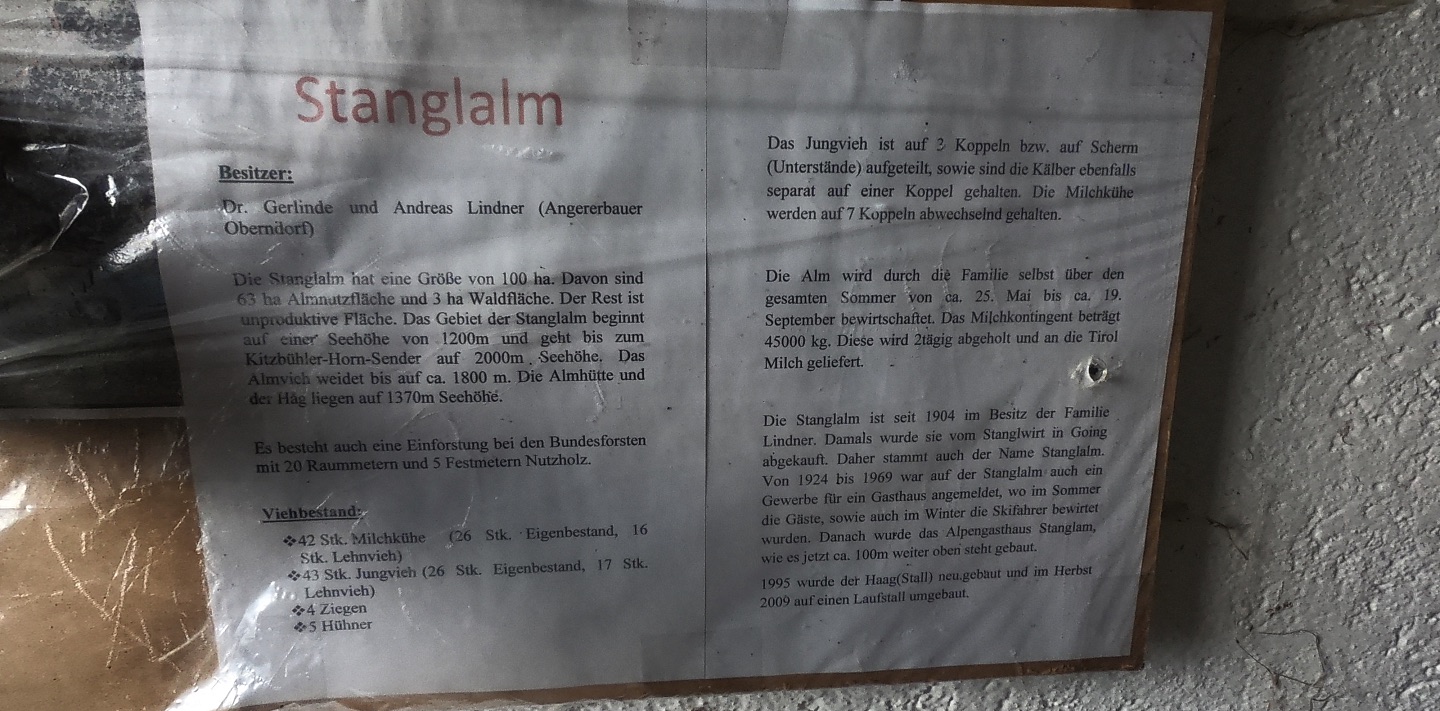 Stanglalm
Besitzer:
Dr. Gerlinde und Andreas Lindner (Angererbauer
Oberndorf)
Die Stanglalm hat eine Größe von 100 ha. Davon sind
63 ha Almnutzfläche und 3 ha Waldfläche. Der Rest ist
unproduktive Fläche. Das Gebiet der Stanglalm beginnt
auf einer Seehöhe von 1200m und geht bis zum
Kitzbühler-Horn-Sender auf 2000m Seehöhe. Das
Almvieh weidet bis auf ca. 1800 m. Die Almhütte und
der Hag liegen auf 1370m Seehöhe.
Es besteht auch eine Einforstung bei den Bundesforsten
mit 20 Raummetern und 5 Festmetern Nutzholz.
Viehbestand:
❖42 Stk. Milchkühe (26 Stk. Eigenbestand, 16
Stk. Lehnvieh)
❖43 Stk. Jungvieh (26 Stk. Eigenbestand, 17 Stk.
Lehnvieh)
❖4 Ziegen
❖5 Hühner
Das Jungvieh ist auf 3 Koppeln bzw. auf Scherm
(Unterstände) aufgeteilt, sowie sind die Kälber ebenfalls
separat auf einer Koppel gehalten. Die Milchkühe
werden auf 7 Koppeln abwechselnd gehalten.
Die Alm wird durch die Familie selbst über den
gesamten Sommer von ca. 25. Mai bis ca. 19.
September bewirtschaftet. Das Milchkontingent beträgt
45000 kg. Diese wird 2tägig abgeholt und an die Tirol
Milch geliefert.
Die Stanglalm ist seit 1904 im Besitz der Familie
Lindner. Damals wurde sie vom Stanglwirt in Going
abgekauft. Daher stammt auch der Name Stanglalm.
Von 1924 bis 1969 war auf der Stanglalm auch ein
Gewerbe für ein Gasthaus angemeldet, wo im Sommer
die Gäste, sowie auch im Winter die Skifahrer bewirtet
wurden. Danach wurde das Alpengasthaus Stanglam,
wie es jetzt ca. 100m weiter oben steht gebaut.
1995 wurde der Haag(Stall) neu gebaut und im Herbst
2009 auf einen Laufstall umgebaut.